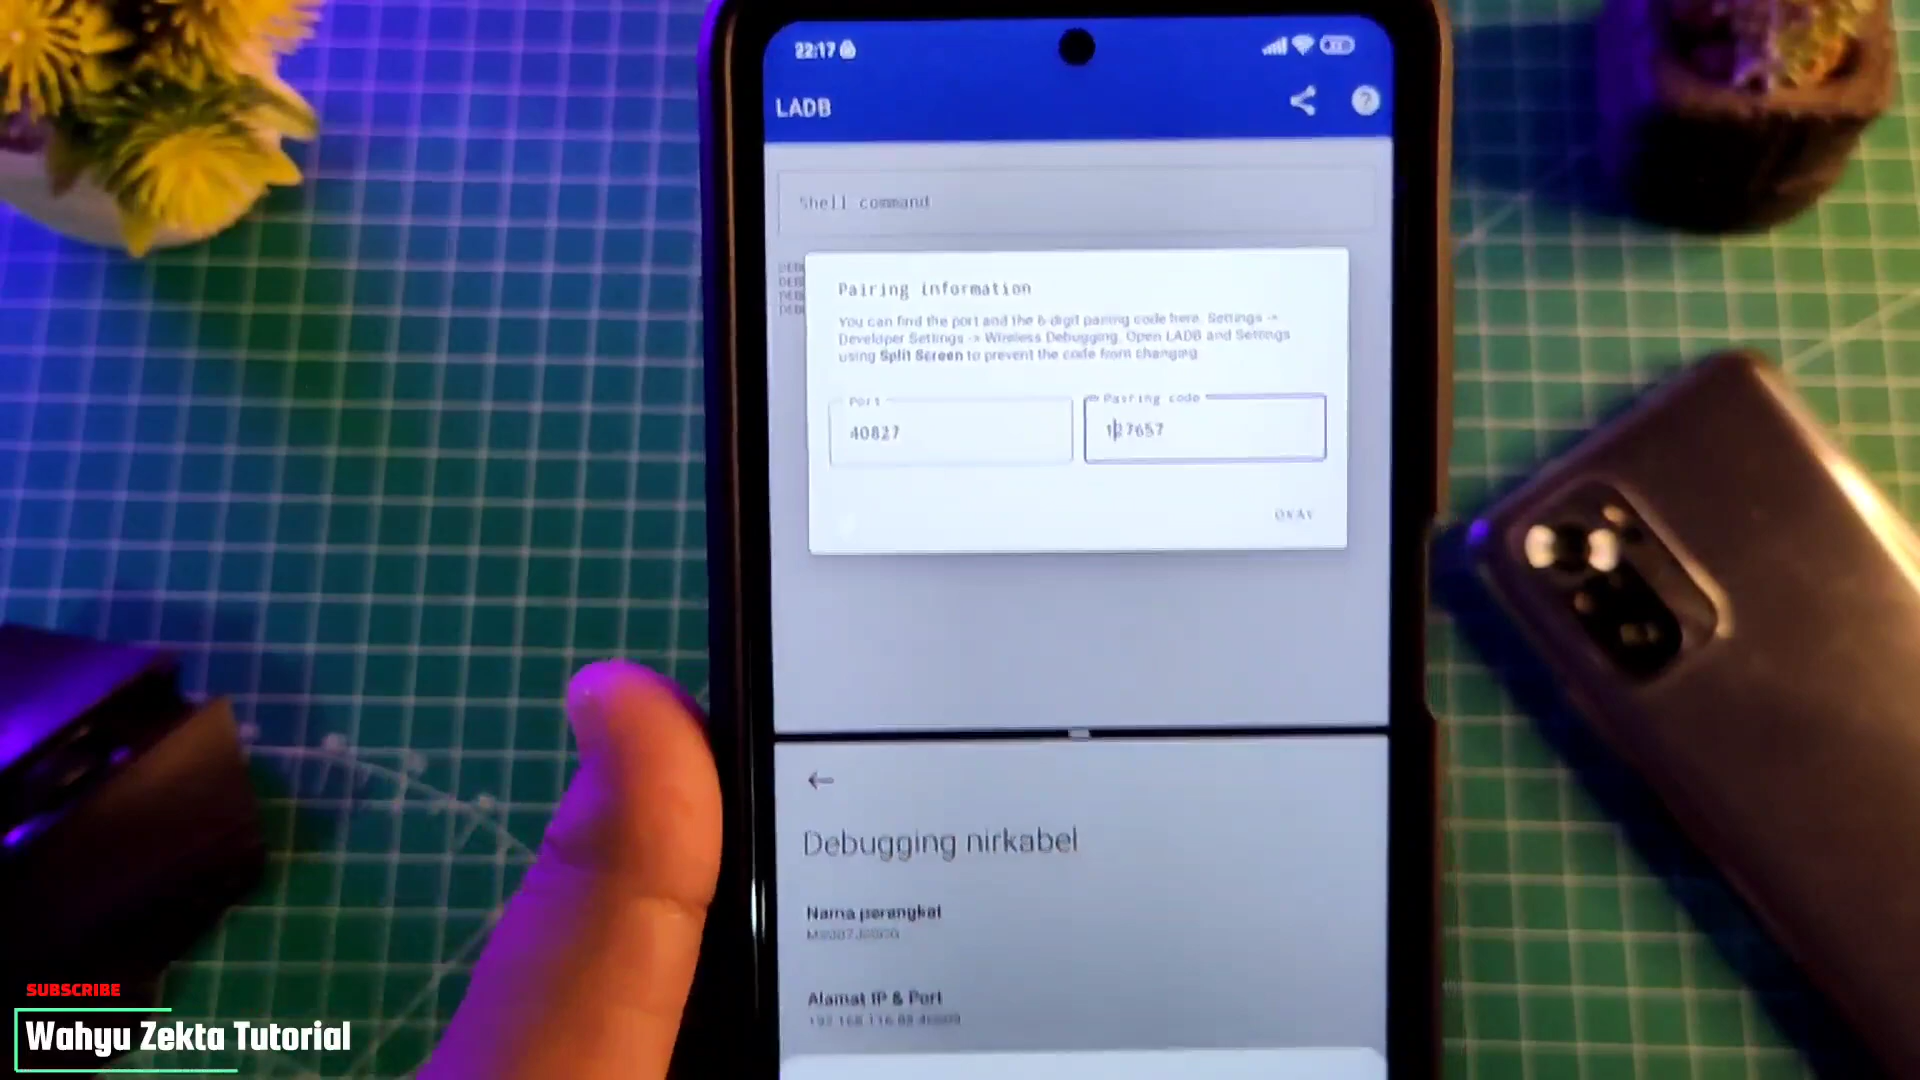 22:17
LADB
Shell command
Pairing information
You can find the port and the 6-digit pairing code here. Settings ->
Developer Settings -> Wireless Debugging. Open LADB and Settings
using Split Screen to prevent the code from changing.
Port
Pairing code
40827
127657
OKAY
Debugging nirkabel
Nama perangkat
Alamat IP & Port
SUBSCRIBE
Wahyu Zekta Tutorial